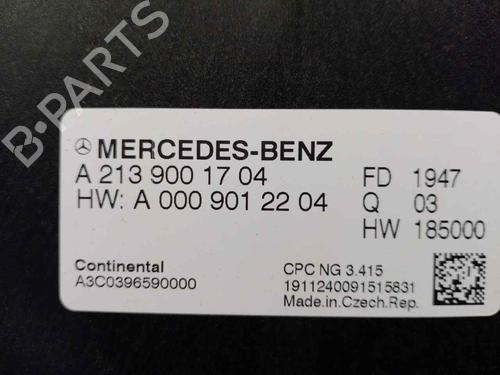 B-PARTS
MERCEDES-BENZ
A 213 900 17 04 FD 1947
HW: A 000 901 22 04 Q 03
HW 185000
Continental CPC NG 3.415
A3C0396590000 1911240091515831
Made.in.Czech.Rep.